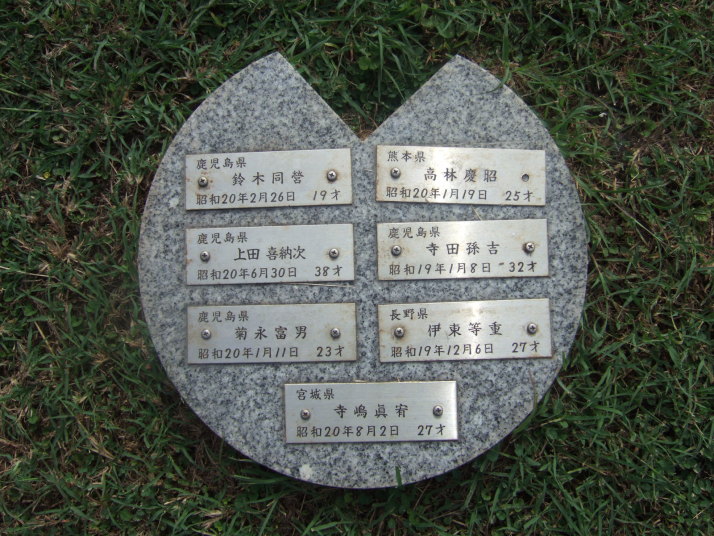 鹿児島県
鈴木同營
昭和20年2月26日 19才
熊本県
高林慶昭
昭和20年1月19日 25才
鹿児島県
上田喜納次
昭和20年6月30日 38才
鹿児島県
寺田孫吉
昭和19年1月8日 32才
鹿児島県
菊永富男
昭和20年1月11日 23才
長野県
伊東等重
昭和19年12月6日 27才
宮城県
寺嶋眞宥
昭和20年8月2日 27才